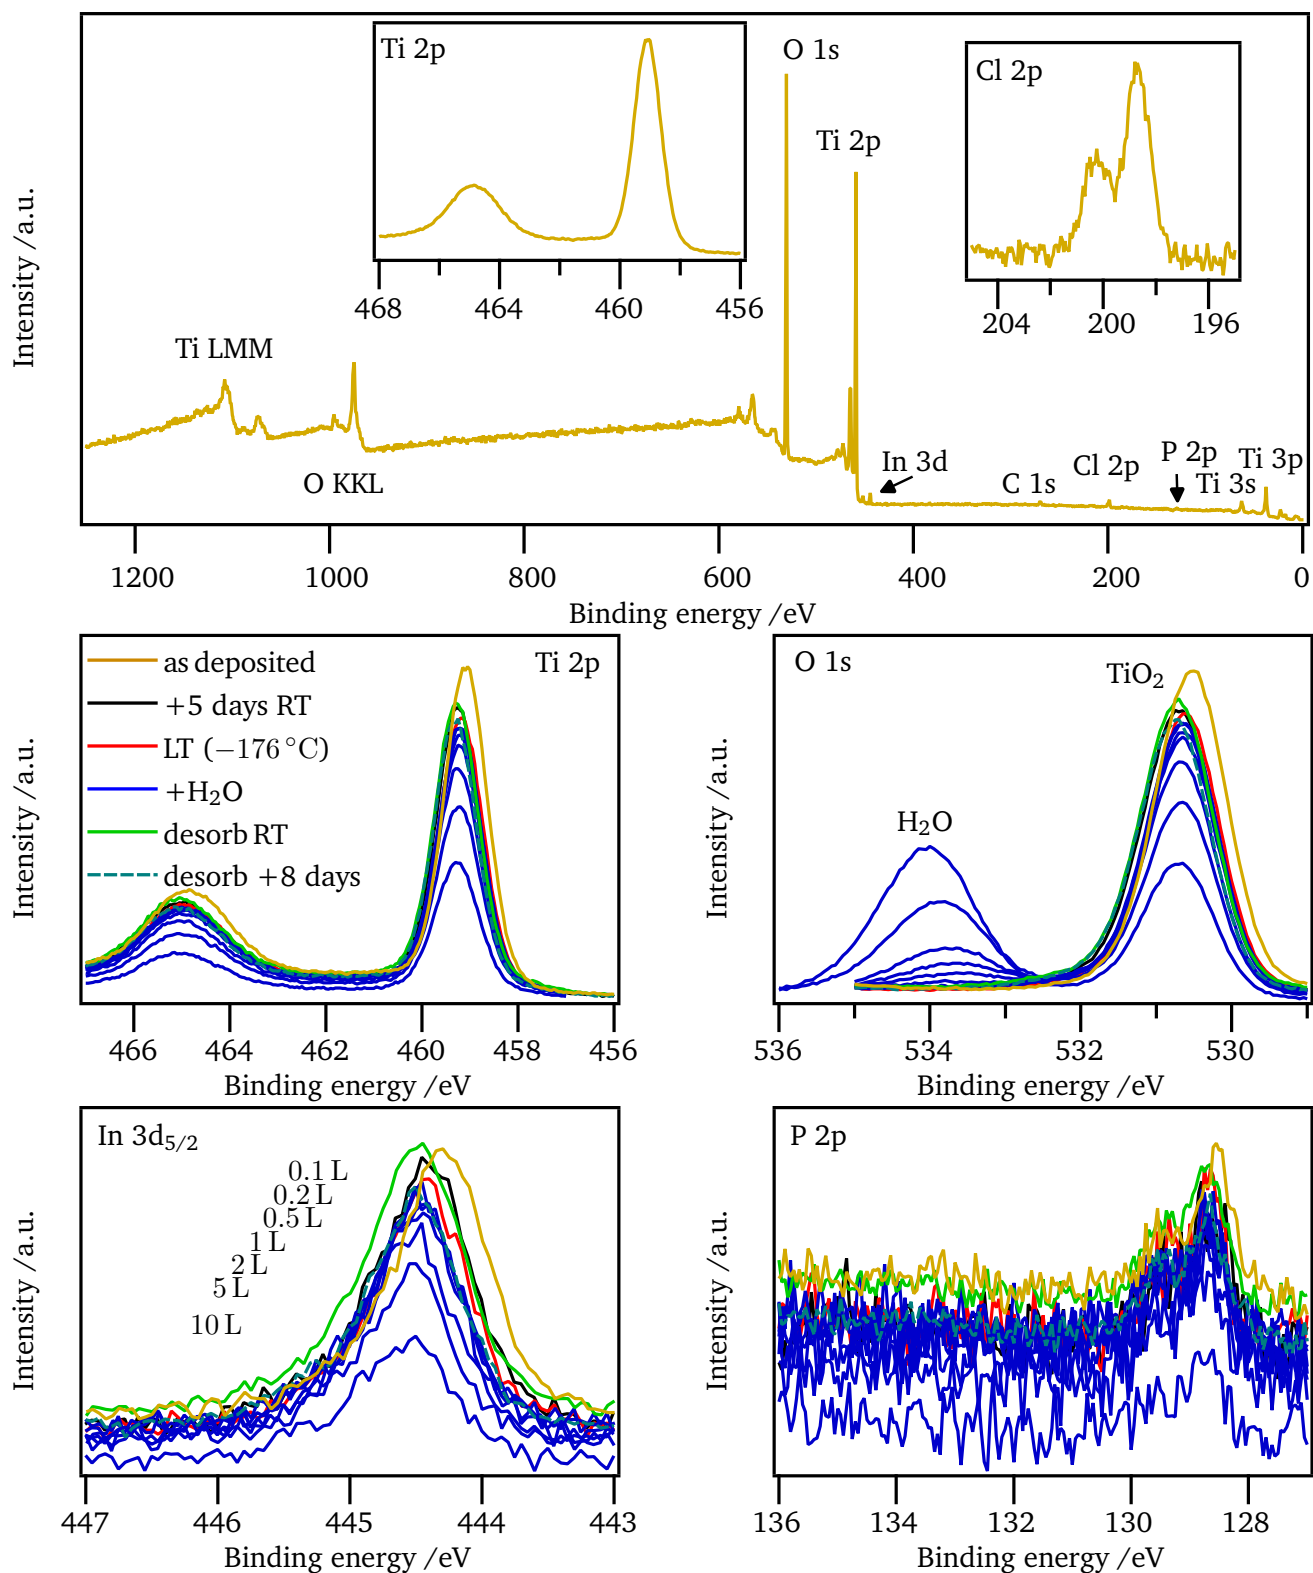 Ti 2p
O 1s
Ti 2p
Cl 2p
468 464 460 456
204 200 196
Intensity /a.u.
Ti LMM
O KKL
In 3d
C 1s
Cl 2p
P 2p
Ti 3s
Ti 3p
1200 1000 800 600 400 200 0
Binding energy /eV
Ti 2p
as deposited
+5 days RT
LT (−176 °C)
+H₂O
desorb RT
desorb +8 days
Intensity /a.u.
466 464 462 460 458 456
Binding energy /eV
O 1s
TiO₂
H₂O
Intensity /a.u.
536 534 532 530
Binding energy /eV
In 3d₅/₂
0.1 L
0.2 L
0.5 L
1 L
2 L
5 L
10 L
Intensity /a.u.
447 446 445 444 443
Binding energy /eV
P 2p
Intensity /a.u.
136 134 132 130 128
Binding energy /eV